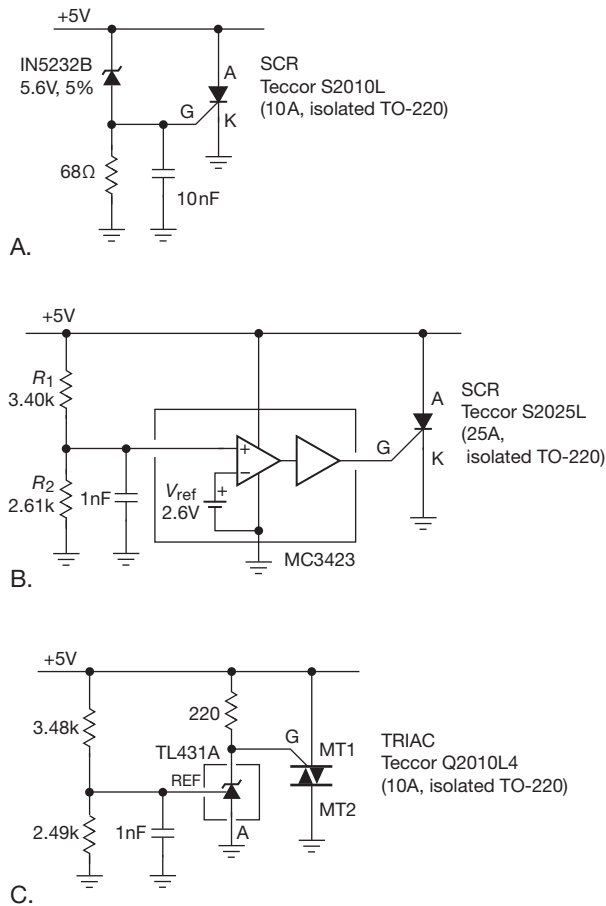 +5V
IN5232B
5.6V, 5%
A
G
K
SCR
Teccor S2010L
(10A, isolated TO-220)
68Ω
10nF
A.
+5V
R1
3.40k
R2
2.61k
1nF
+
−
+
Vref
2.6V
MC3423
A
G
K
SCR
Teccor S2025L
(25A,
isolated TO-220)
B.
+5V
3.48k
220
G
MT1
MT2
TL431A
REF
A
2.49k
1nF
TRIAC
Teccor Q2010L4
(10A, isolated TO-220)
C.